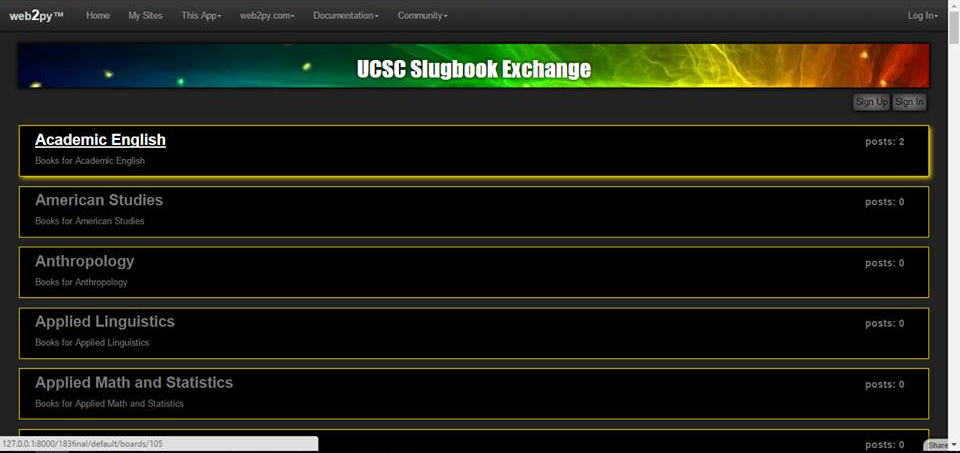 web2py™ Home My Sites This App web2py.com Documentation Community Log In
UCSC Slugbook Exchange
Sign Up Sign In
Academic English posts: 2
Books for Academic English
American Studies posts: 0
Books for American Studies
Anthropology posts: 0
Books for Anthropology
Applied Linguistics posts: 0
Books for Applied Linguistics
Applied Math and Statistics posts: 0
Books for Applied Math and Statistics
posts: 0
127.0.0.1:8000/183final/default/boards/105
Share